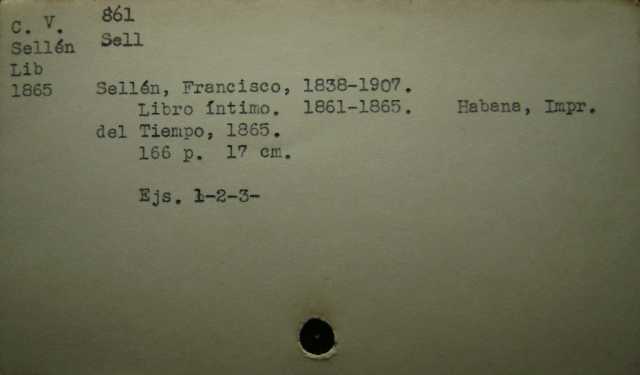 C. V. 861
Sellén Sell
Lib
1865 Sellén, Francisco, 1838-1907.
Libro íntimo. 1861-1865. Habana, Impr.
del Tiempo, 1865.
166 p. 17 cm.
Ejs. 1-2-3-